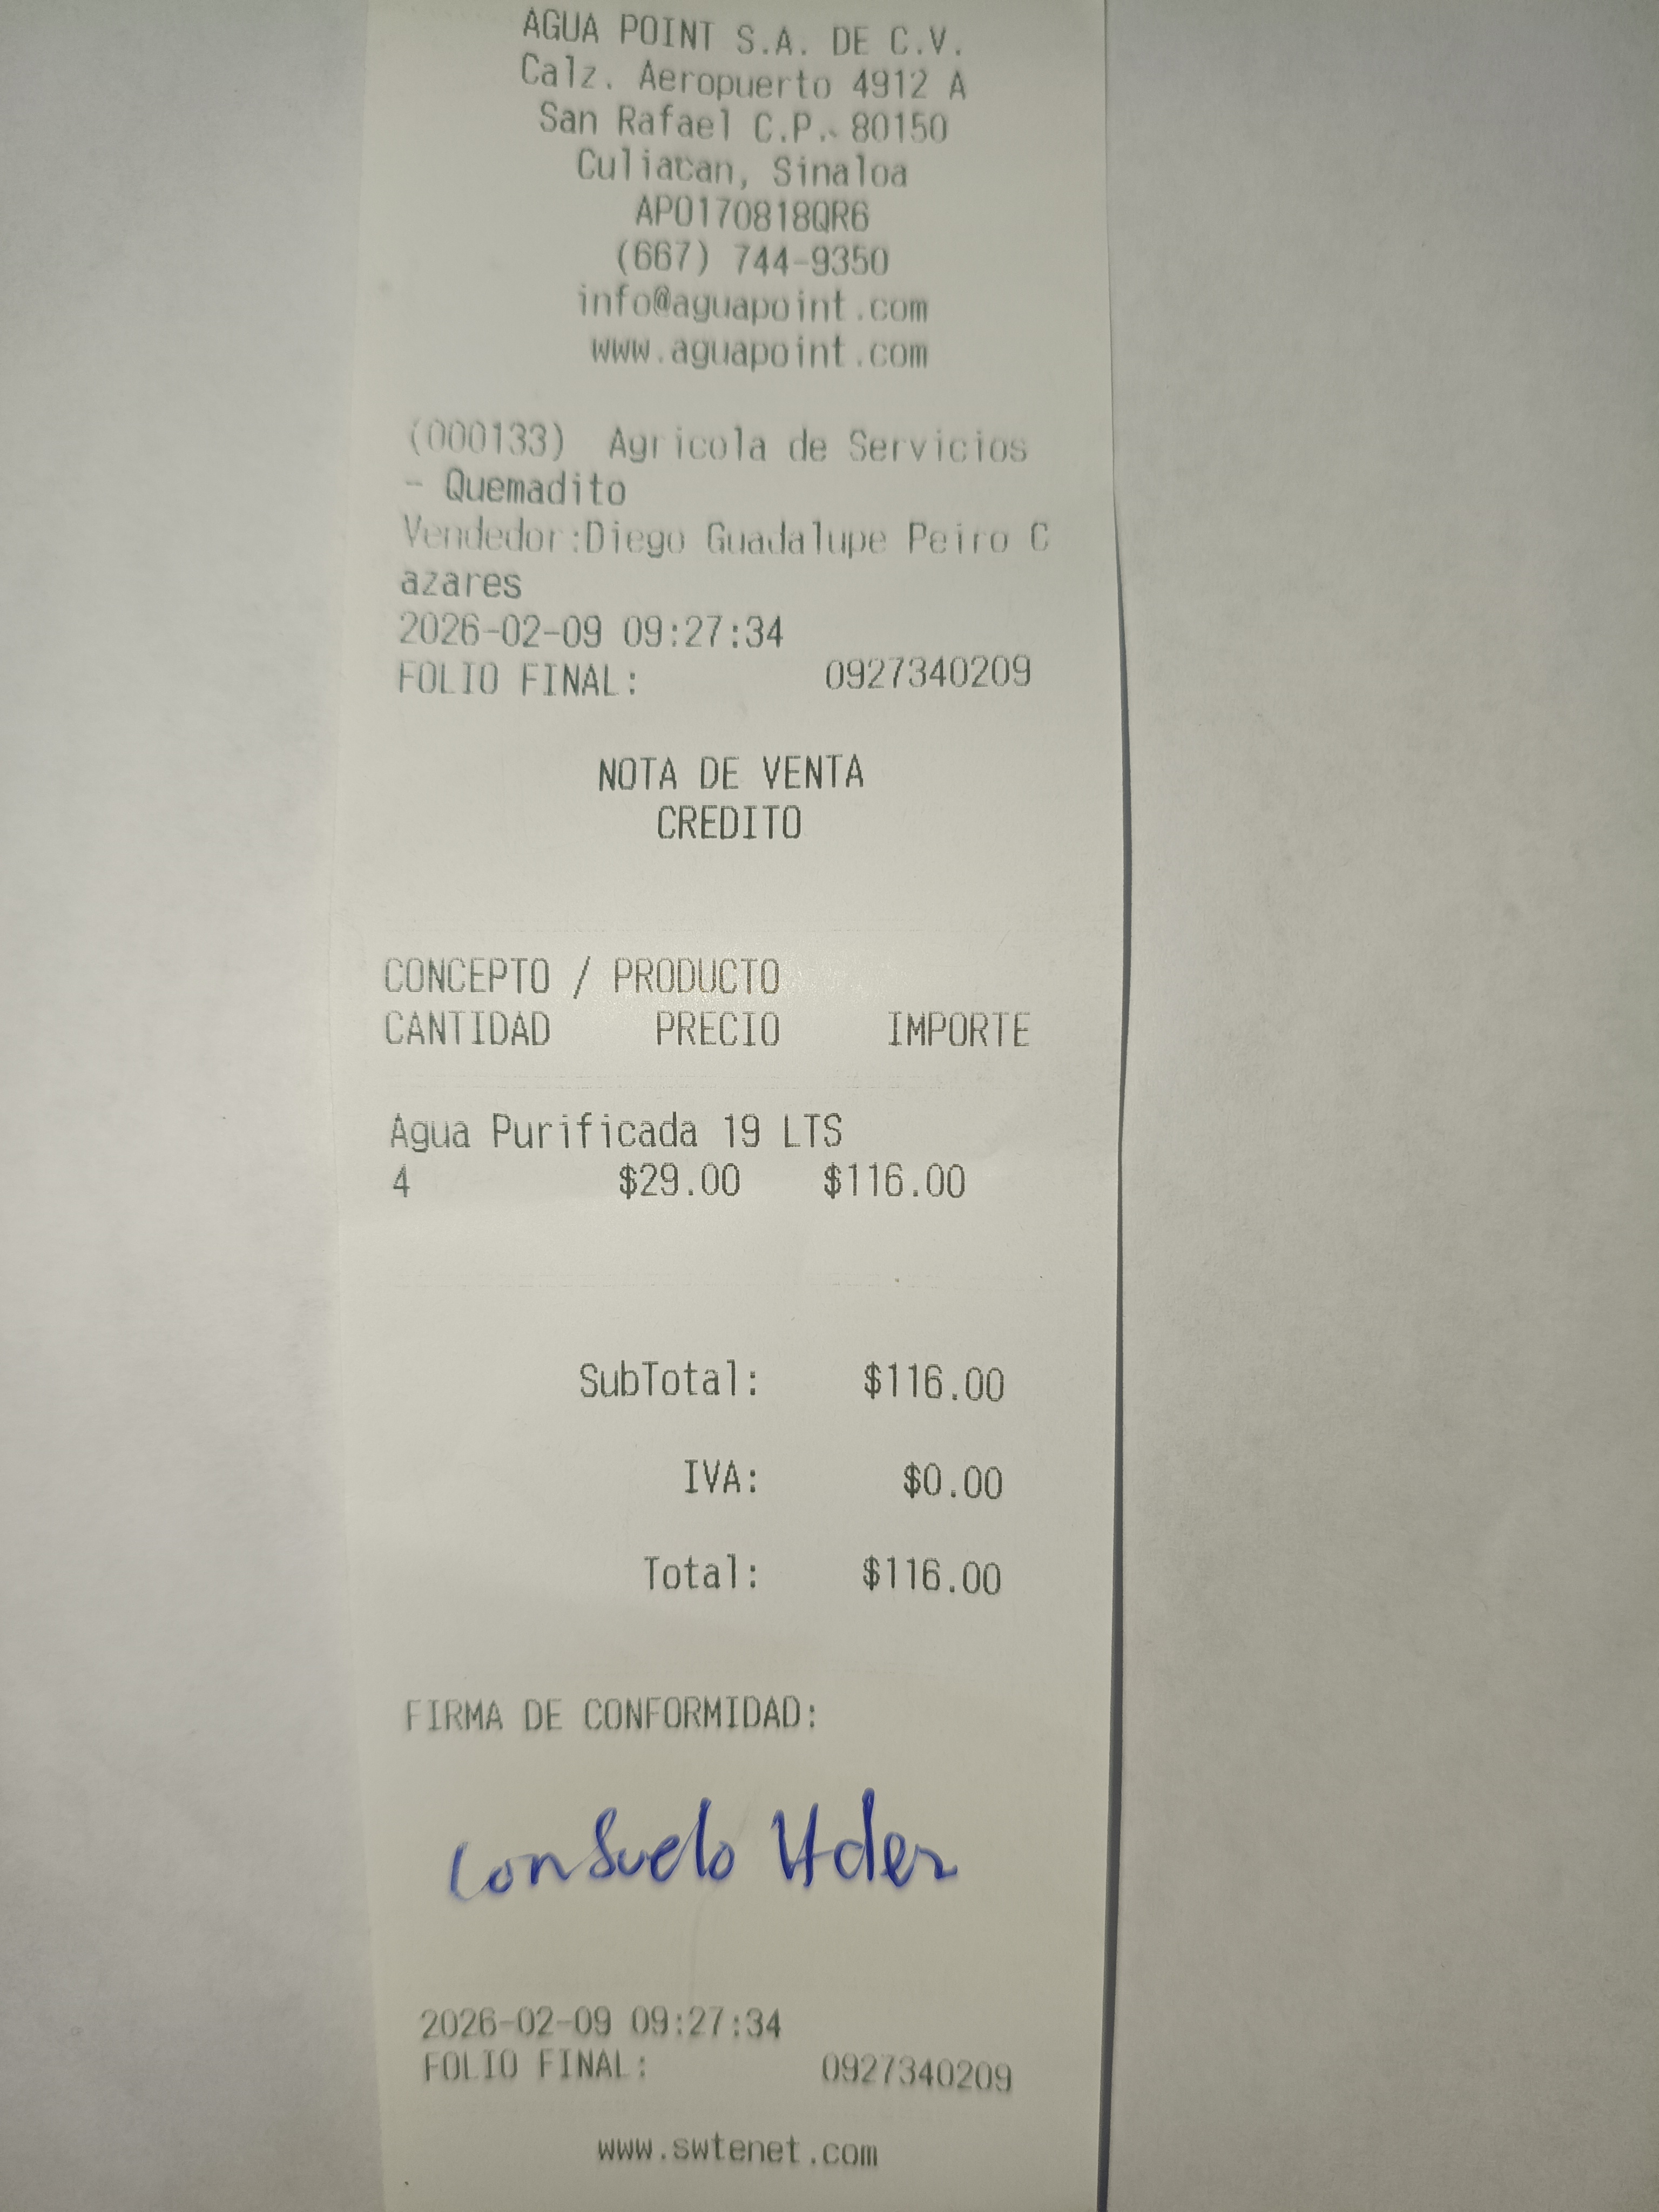 AGUA POINT S.A. DE C.V.
Calz. Aeropuerto 4912 A
San Rafael C.P. 80150
Culiacan, Sinaloa
APO170818QR6
(667) 744-9350
info@aguapoint.com
www.aguapoint.com
(000133) Agricola de Servicios
- Quemadito
Vendedor:Diego Guadalupe Peiro C
azares
2026-02-09 09:27:34
FOLIO FINAL: 0927340209
NOTA DE VENTA
CREDITO
CONCEPTO / PRODUCTO
CANTIDAD PRECIO IMPORTE
Agua Purificada 19 LTS
4 $29.00 $116.00
SubTotal: $116.00
IVA: $0.00
Total: $116.00
FIRMA DE CONFORMIDAD:
Consuelo
2026-02-09 09:27:34
FOLIO FINAL: 0927340209
www.swtenet.com